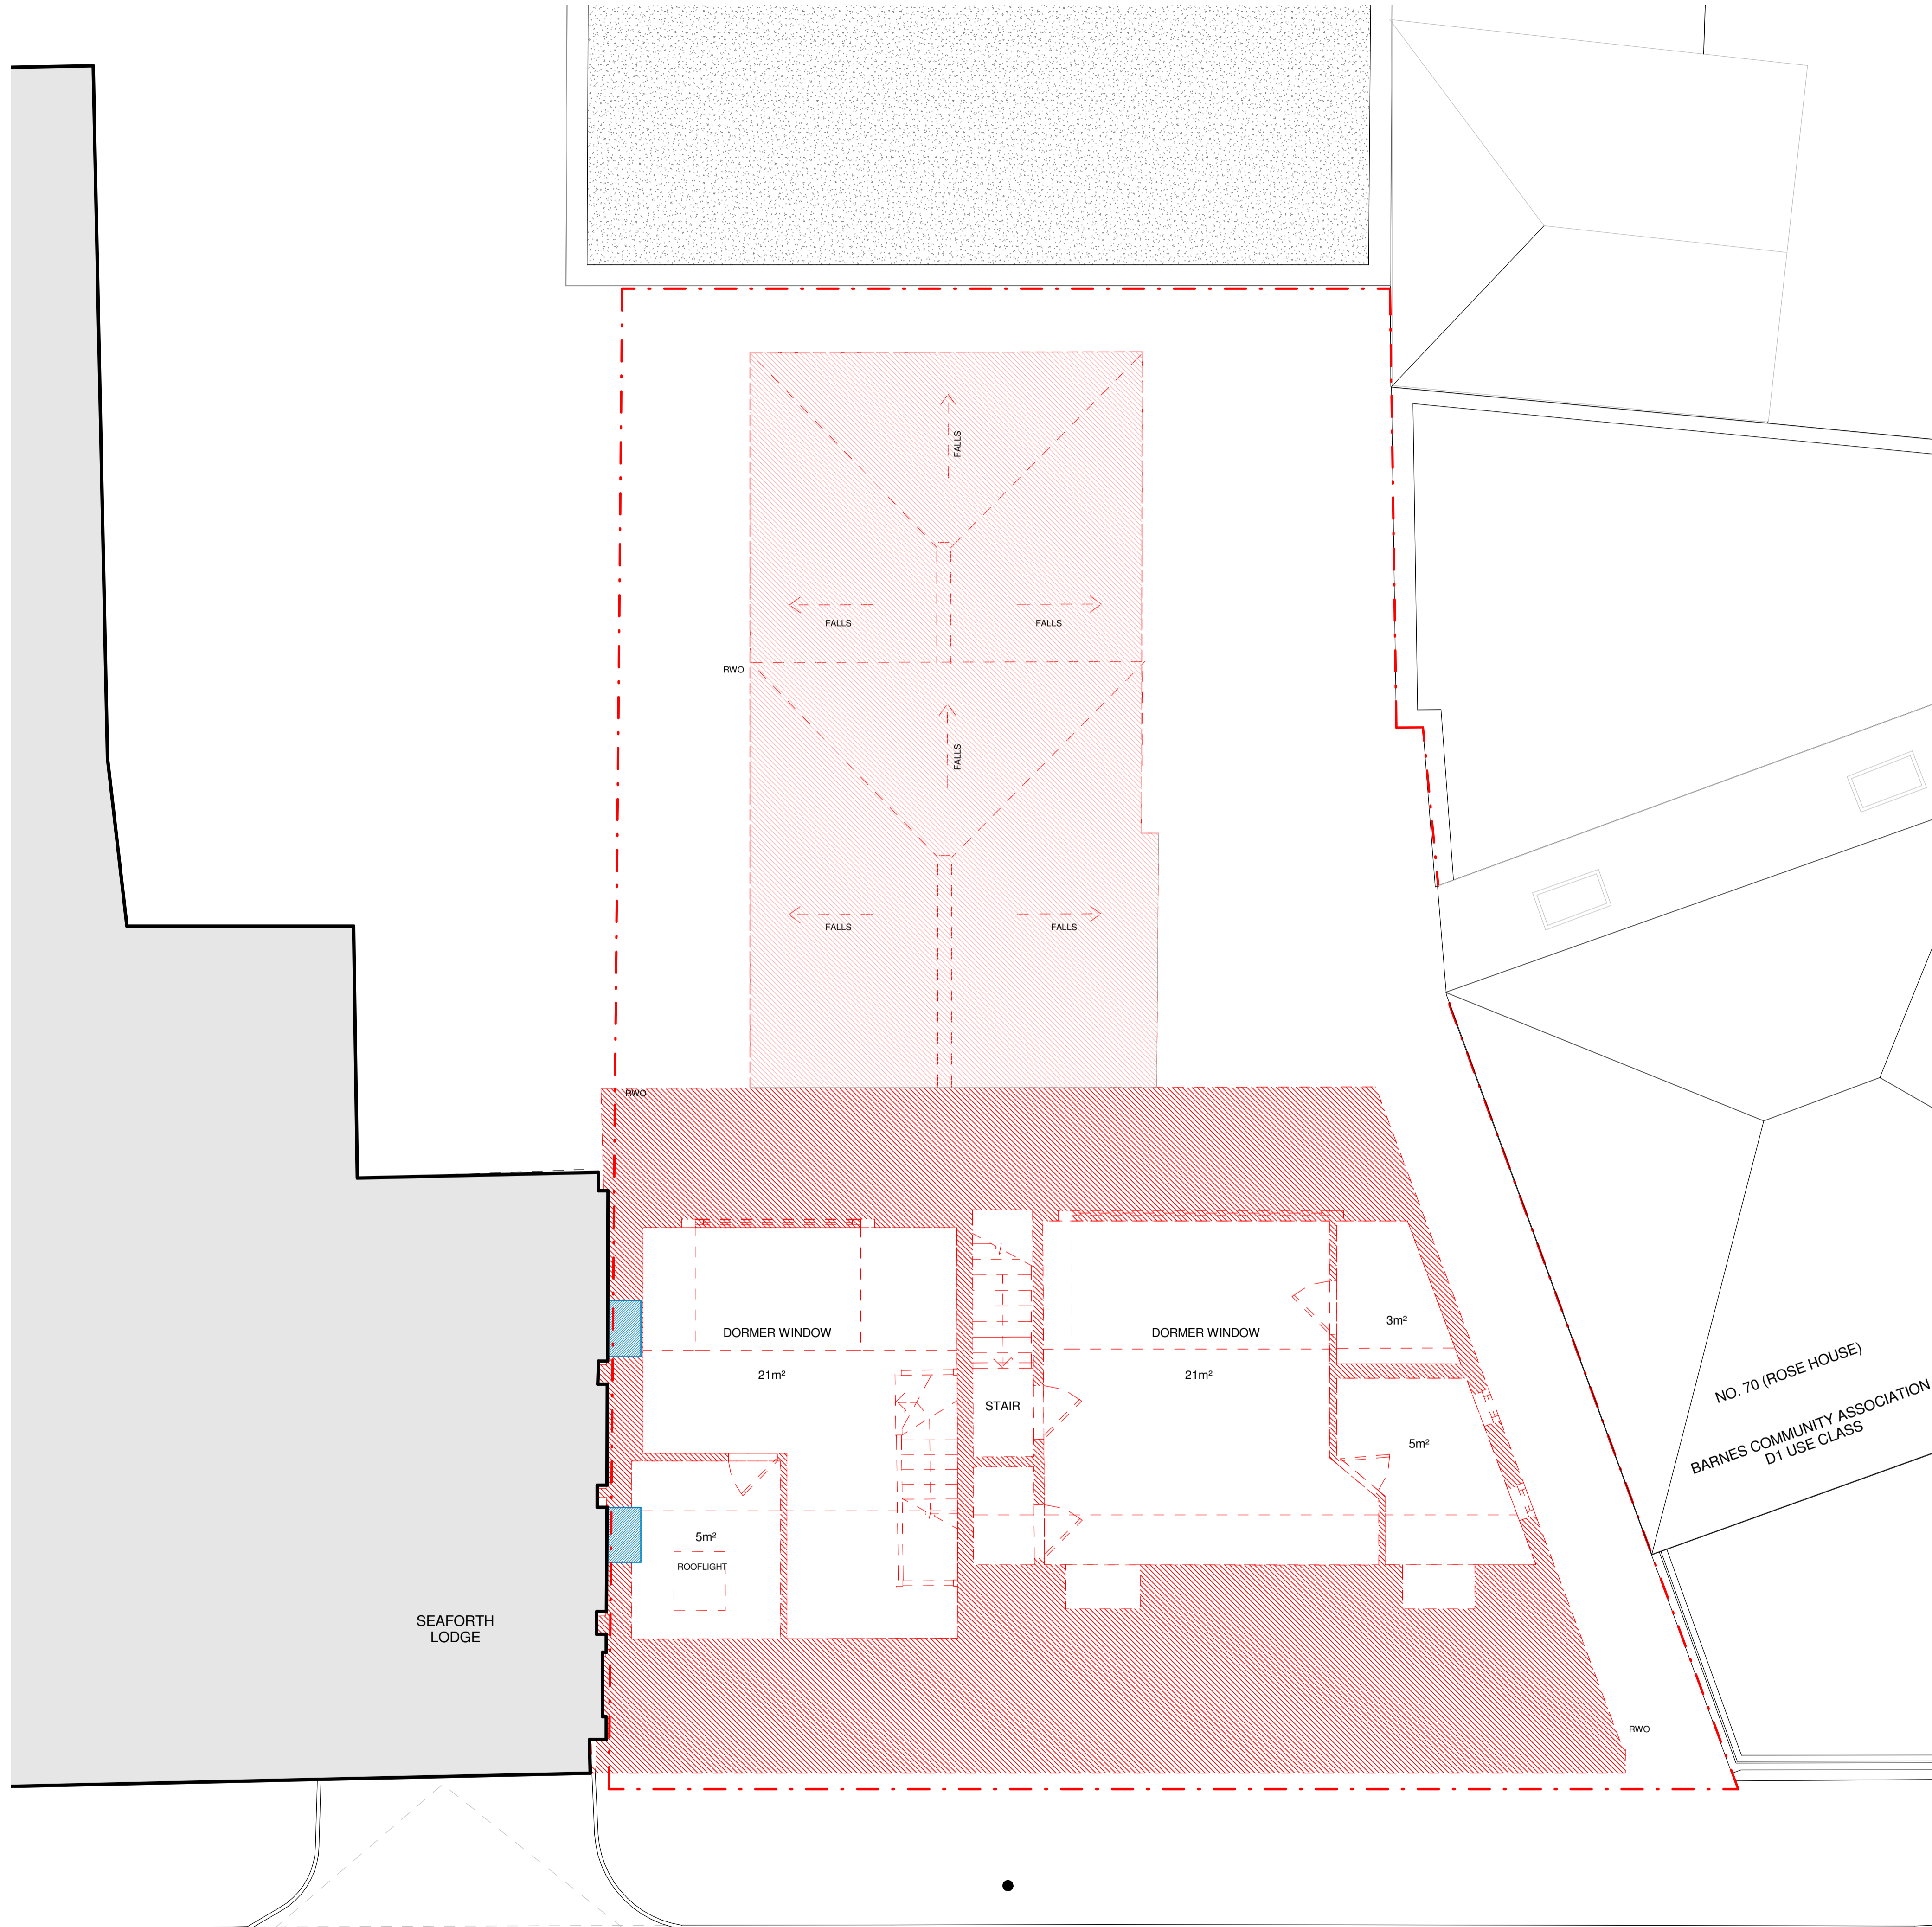 FALLS
FALLS
FALLS
RWO
FALLS
FALLS
FALLS
RWO
DORMER WINDOW
21m²
STAIR
DORMER WINDOW
21m²
3m²
5m²
5m²
ROOFLIGHT
SEAFORTH
LODGE
NO. 70 (ROSE HOUSE)
BARNES COMMUNITY ASSOCIATION
D1 USE CLASS
RWO